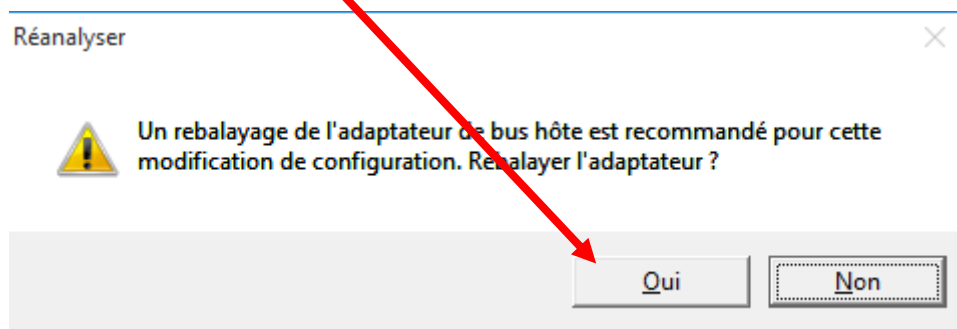 Réanalyser
Un rebalayage de l'adaptateur de bus hôte est recommandé pour cette
modification de configuration. Rebalayer l'adaptateur ?
Oui
Non